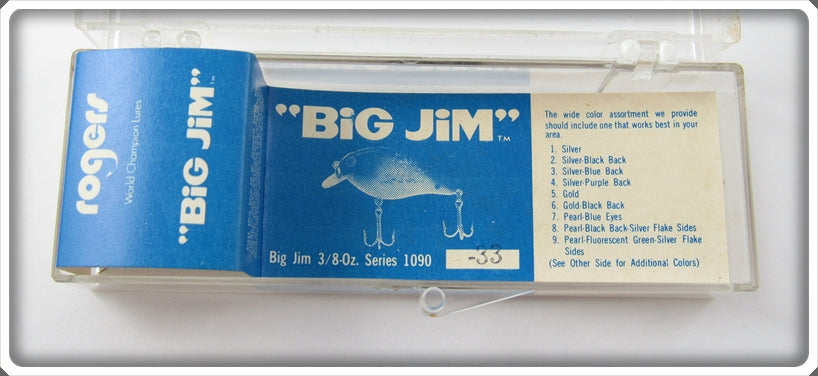 rogers
World Champion Lures
"BiG JiM"™
"BiG JiM"™
Big Jim 3/8-Oz. Series 1090 -33
The wide color assortment we provide
should include one that works best in your
area.
1. Silver
2. Silver-Black Back
3. Silver-Blue Back
4. Silver-Purple Back
5. Gold
6. Gold-Black Back
7. Pearl-Blue Eyes
8. Pearl-Black Back-Silver Flake Sides
9. Pearl-Fluorescent Green-Silver Flake
Sides
(See Other Side for Additional Colors)